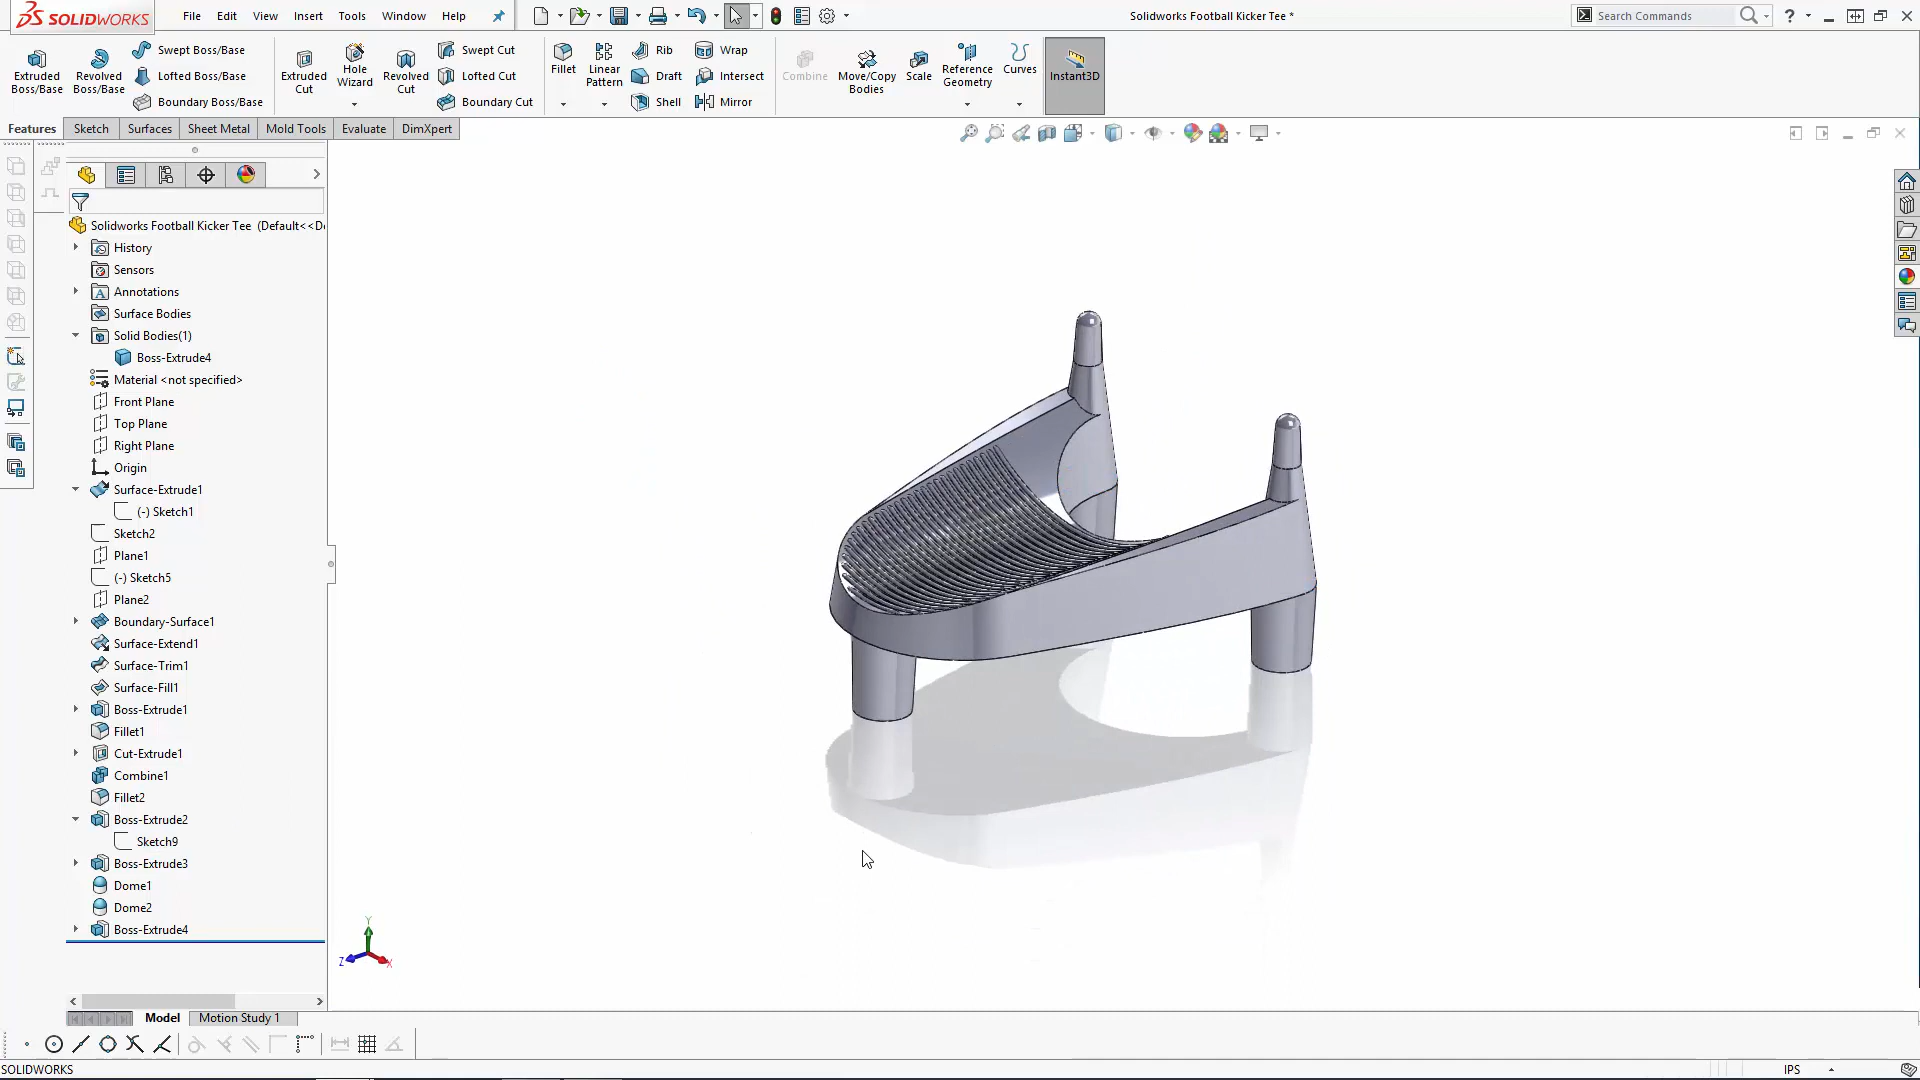 SOLIDWORKS
File Edit View Insert Tools Window Help
Solidworks Football Kicker Tee *
Search Commands
Extruded Boss/Base
Revolved Boss/Base
Swept Boss/Base
Lofted Boss/Base
Boundary Boss/Base
Extruded Cut
Hole Wizard
Revolved Cut
Swept Cut
Lofted Cut
Boundary Cut
Fillet
Linear Pattern
Rib
Draft
Shell
Wrap
Intersect
Mirror
Combine
Move/Copy Bodies
Scale
Reference Geometry
Curves
Instant3D
Features Sketch Surfaces Sheet Metal Mold Tools Evaluate DimXpert
Solidworks Football Kicker Tee (Default<<D
History
Sensors
Annotations
Surface Bodies
Solid Bodies(1)
Boss-Extrude4
Material <not specified>
Front Plane
Top Plane
Right Plane
Origin
Surface-Extrude1
(-) Sketch1
Sketch2
Plane1
(-) Sketch5
Plane2
Boundary-Surface1
Surface-Extend1
Surface-Trim1
Surface-Fill1
Boss-Extrude1
Fillet1
Cut-Extrude1
Combine1
Fillet2
Boss-Extrude2
Sketch9
Boss-Extrude3
Dome1
Dome2
Boss-Extrude4
Y
Z
X
Model Motion Study 1
SOLIDWORKS
IPS